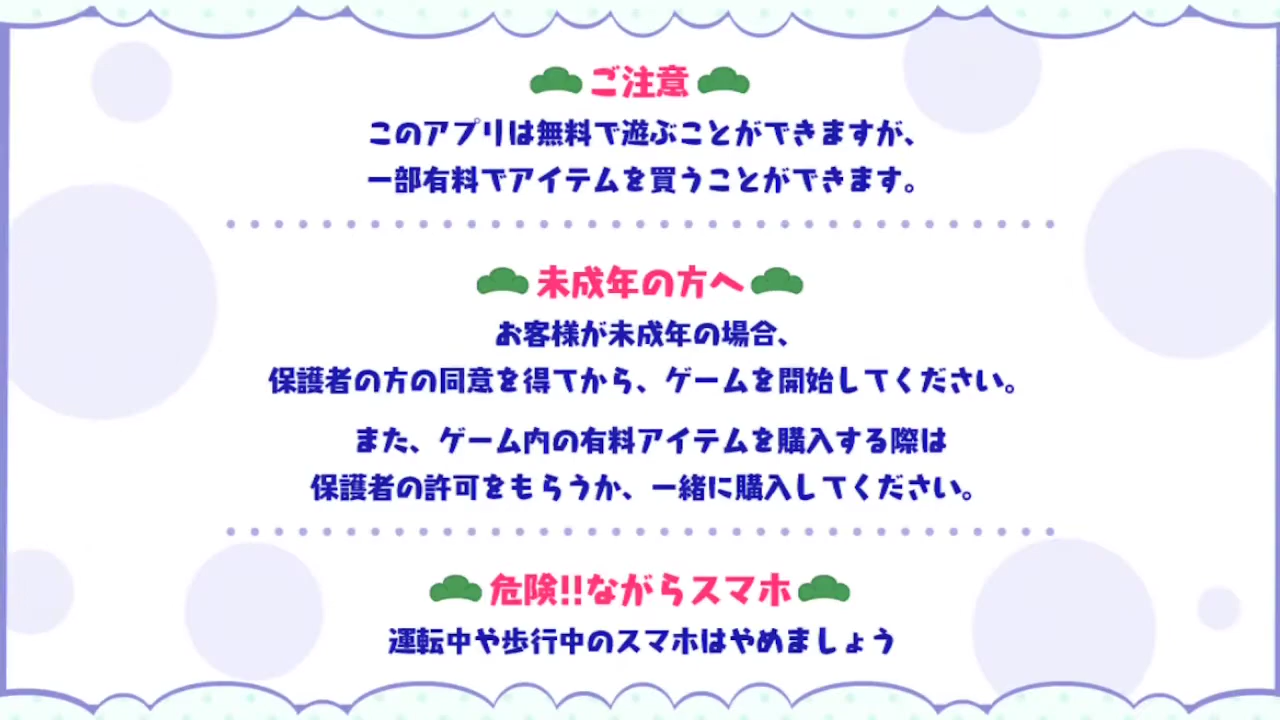 ご注意
このアプリは無料で遊ぶことができますが、
一部有料でアイテムを買うことができます。
未成年の方へ
お客様が未成年の場合、
保護者の方の同意を得てから、ゲームを開始してください。
また、ゲーム内の有料アイテムを購入する際は
保護者の許可をもらうか、一緒に購入してください。
危険!!ながらスマホ
運転中や歩行中のスマホはやめましょう